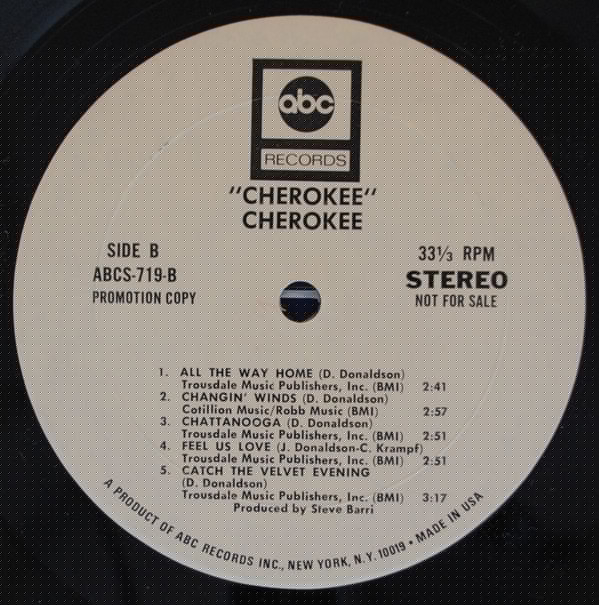 abc
RECORDS
"CHEROKEE"
CHEROKEE
SIDE B
ABCS-719-B
PROMOTION COPY
33⅓ RPM
STEREO
NOT FOR SALE
1. ALL THE WAY HOME (D. Donaldson)
Trousdale Music Publishers, Inc. (BMI) 2:41
2. CHANGIN' WINDS (D. Donaldson)
Cotillion Music/Robb Music (BMI) 2:57
3. CHATTANOOGA (D. Donaldson)
Trousdale Music Publishers, Inc. (BMI) 2:51
4. FEEL US LOVE (J. Donaldson-C. Krampf)
Trousdale Music Publishers, Inc. (BMI) 2:51
5. CATCH THE VELVET EVENING
(D. Donaldson)
Trousdale Music Publishers, Inc. (BMI) 3:17
Produced by Steve Barri
A PRODUCT OF ABC RECORDS INC., NEW YORK, N.Y. 10019 • MADE IN USA